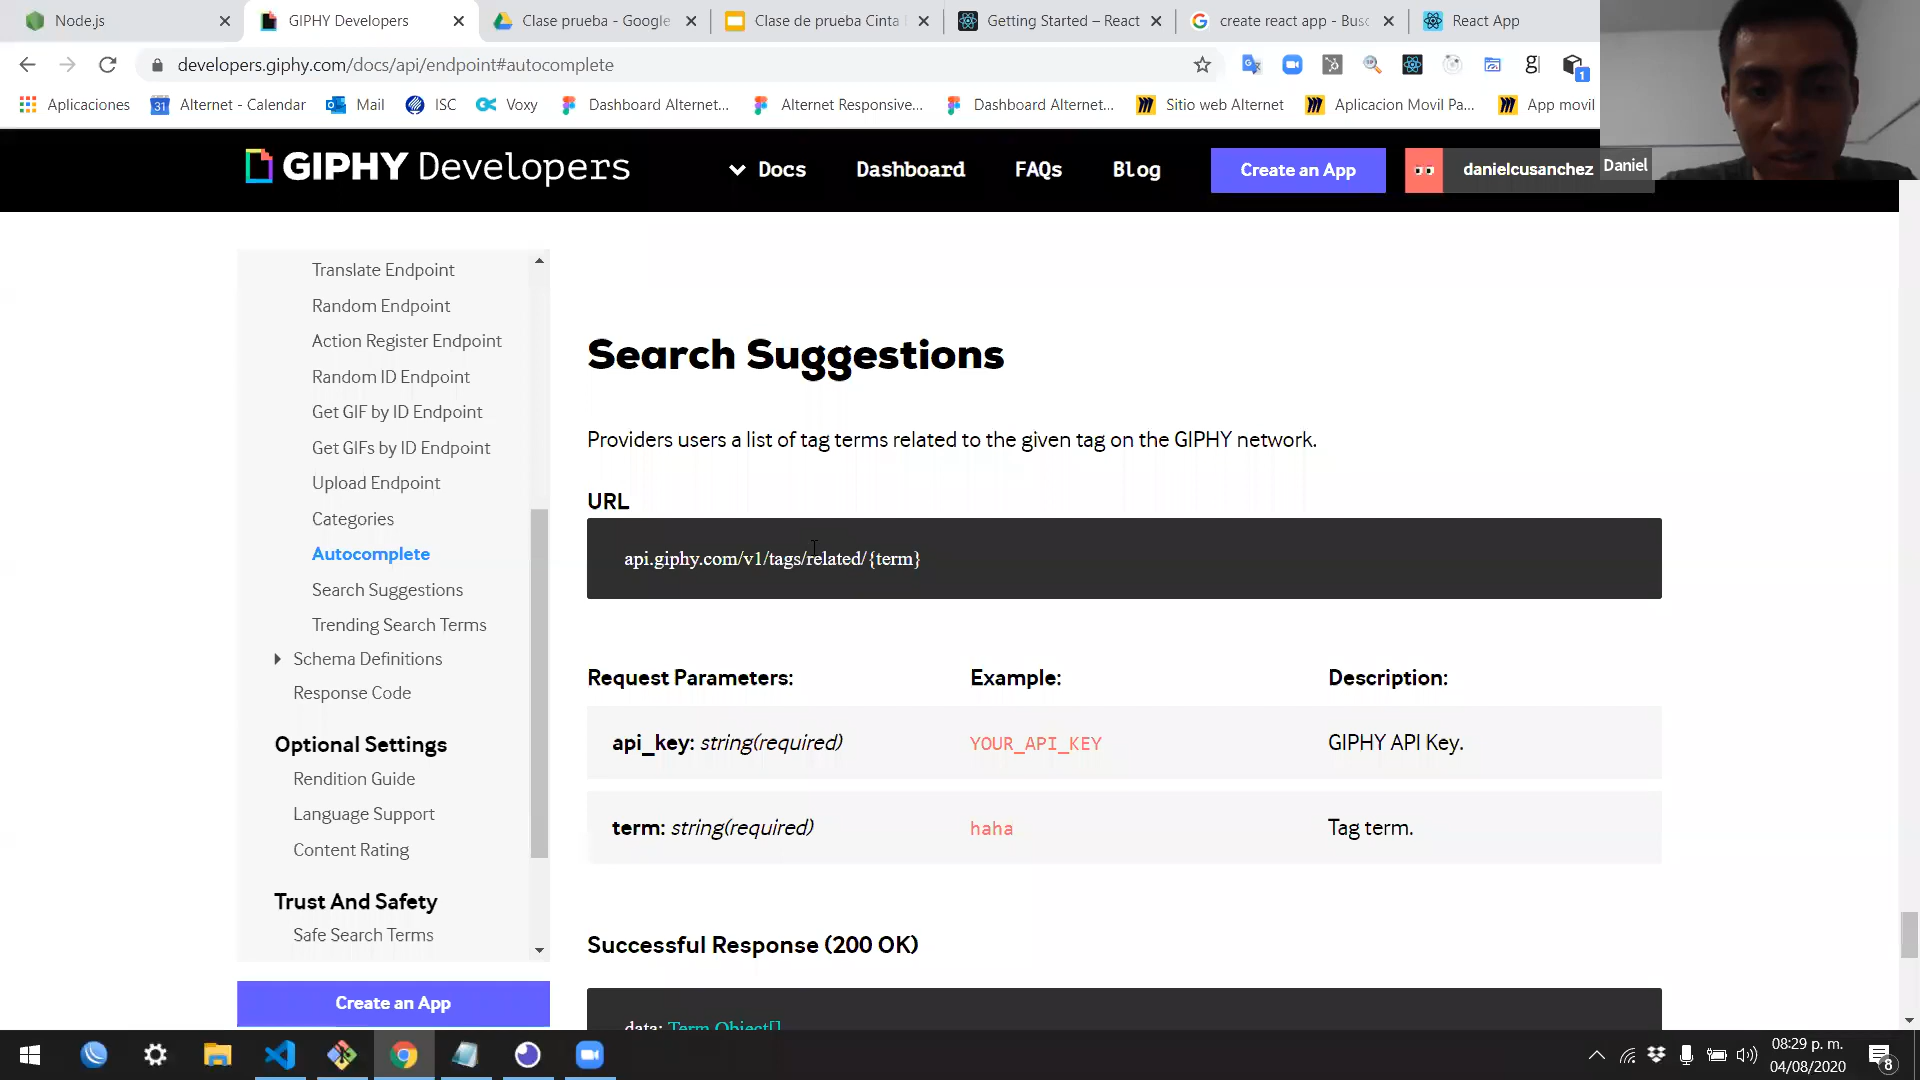 Node.js
GIPHY Developers
Clase prueba - Google
Clase de prueba Cinta
Getting Started – React
create react app - Busc
React App
developers.giphy.com/docs/api/endpoint#autocomplete
Aplicaciones
31 Alternet - Calendar
Mail
ISC
Voxy
Dashboard Alternet...
Alternet Responsive...
Dashboard Alternet...
Sitio web Alternet
Aplicacion Movil Pa...
App movil
GIPHY Developers
Docs
Dashboard
FAQs
Blog
Create an App
danielcusanchez
Daniel
Translate Endpoint
Random Endpoint
Action Register Endpoint
Random ID Endpoint
Get GIF by ID Endpoint
Get GIFs by ID Endpoint
Upload Endpoint
Categories
Autocomplete
Search Suggestions
Trending Search Terms
Schema Definitions
Response Code
Optional Settings
Rendition Guide
Language Support
Content Rating
Trust And Safety
Safe Search Terms
Create an App
Search Suggestions
Providers users a list of tag terms related to the given tag on the GIPHY network.
URL
api.giphy.com/v1/tags/related/{term}
Request Parameters: Example: Description:
api_key: string(required) YOUR_API_KEY GIPHY API Key.
term: string(required) haha Tag term.
Successful Response (200 OK)
data: Term Object[]
08:29 p. m.
04/08/2020
8